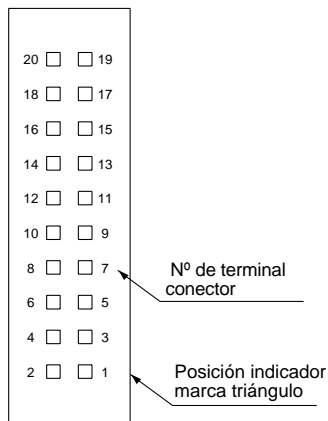 20 19
18 17
16 15
14 13
12 11
10 9
8 7
Nº de terminal
conector
6 5
4 3
2 1
Posición indicador
marca triángulo